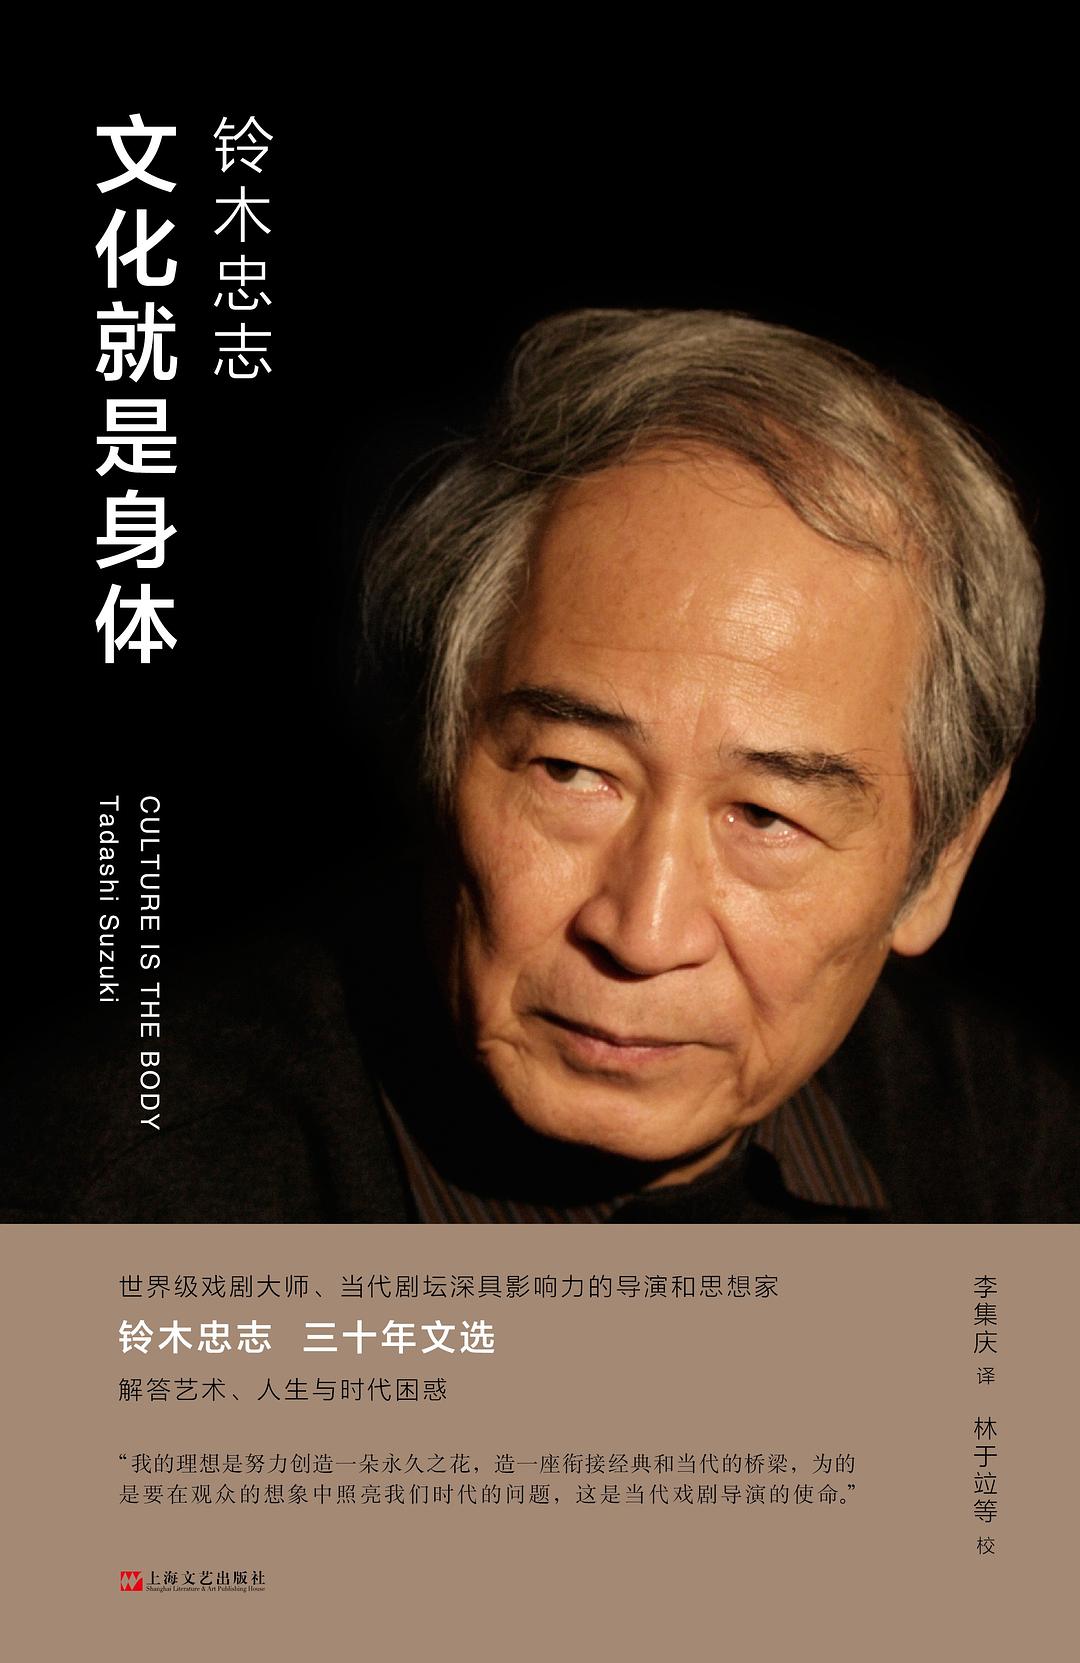 铃木忠志
文化就是身体
CULTURE IS THE BODY
Tadashi Suzuki
世界级戏剧大师、当代剧坛深具影响力的导演和思想家
铃木忠志 三十年文选
解答艺术、人生与时代困惑
“我的理想是努力创造一朵永久之花，造一座衔接经典和当代的桥梁，为的
是要在观众的想象中照亮我们时代的问题，这是当代戏剧导演的使命。”
李集庆 译
林于竝等 校
上海文艺出版社
Shanghai Literature & Art Publishing House